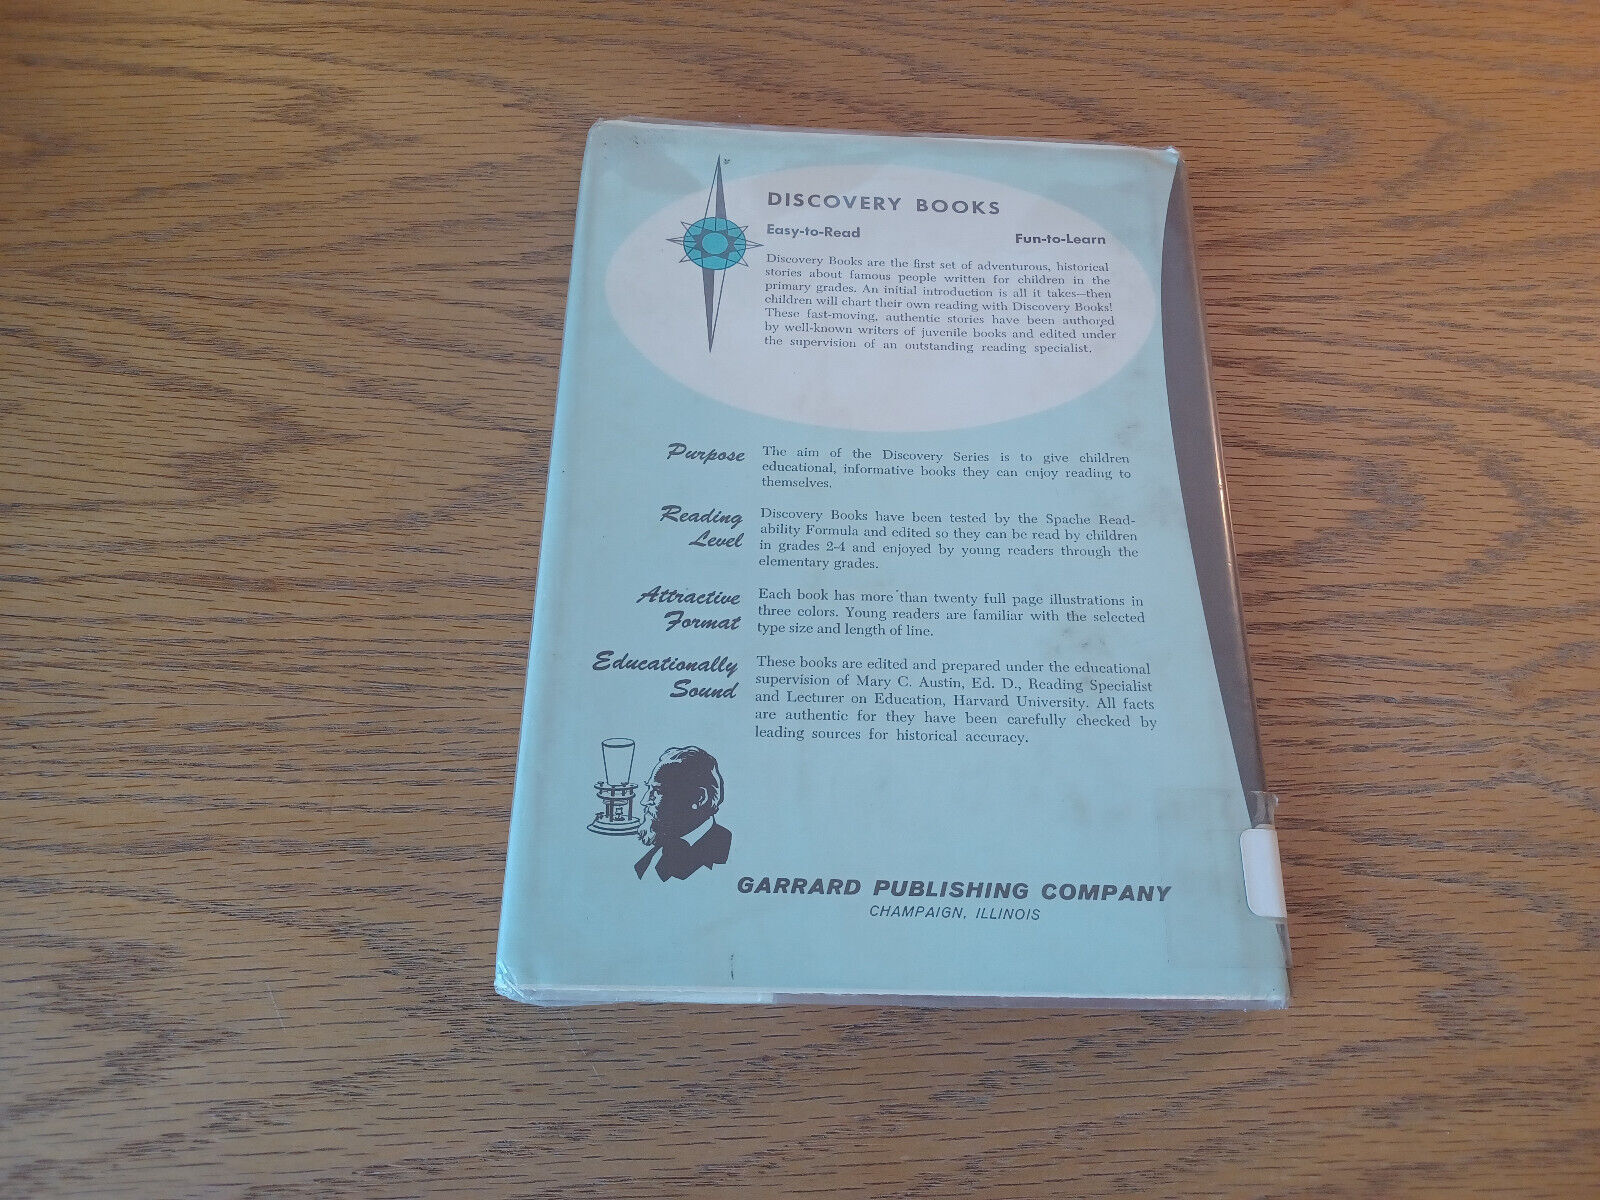 DISCOVERY BOOKS
Easy-to-Read Fun-to-Learn
Discovery Books are the first set of adventurous, historical
stories about famous people written for children in the
primary grades. An initial introduction is all it takes—then
children will chart their own reading with Discovery Books!
These fast-moving, authentic stories have been authored
by well-known writers of juvenile books and edited under
the supervision of an outstanding reading specialist.
Purpose
The aim of the Discovery Series is to give children
educational, informative books they can enjoy reading to
themselves.
Reading
Level
Discovery Books have been tested by the Spache Read-
ability Formula and edited so they can be read by children
in grades 2-4 and enjoyed by young readers through the
elementary grades.
Attractive
Format
Each book has more than twenty full page illustrations in
three colors. Young readers are familiar with the selected
type size and length of line.
Educationally
Sound
These books are edited and prepared under the educational
supervision of Mary C. Austin, Ed. D., Reading Specialist
and Lecturer on Education, Harvard University. All facts
are authentic for they have been carefully checked by
leading sources for historical accuracy.
GARRARD PUBLISHING COMPANY
CHAMPAIGN, ILLINOIS